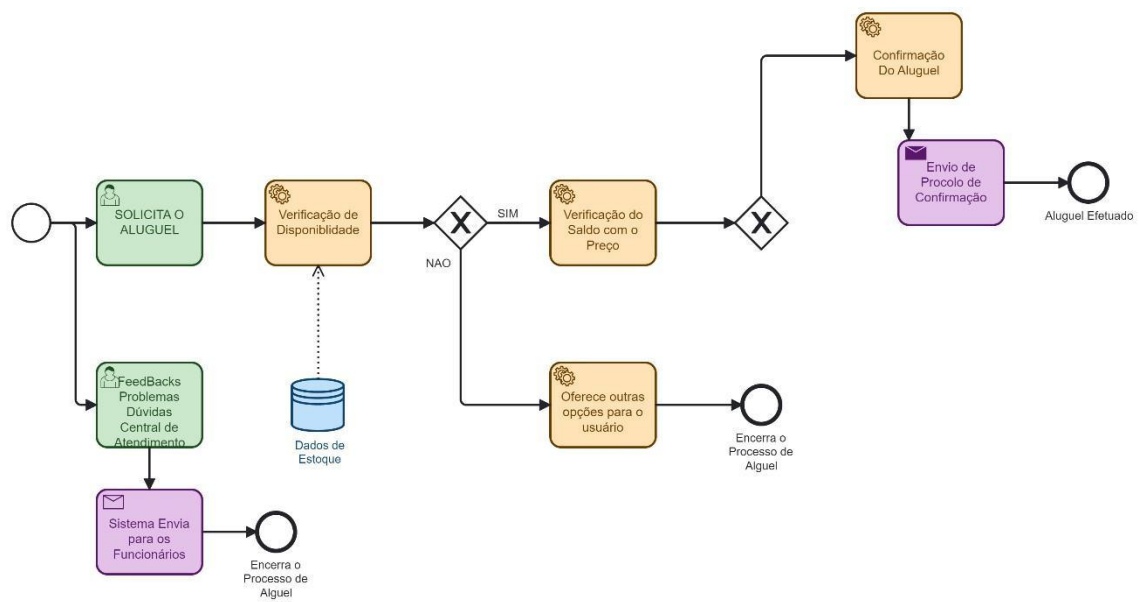 Confirmação
Do Aluguel
Envio de
Procolo de
Confirmação
Aluguel Efetuado
SOLICITA O
ALUGUEL
Verificação de
Disponiblidade
X
SIM
NAO
Verificação do
Saldo com o
Preço
X
FeedBacks
Problemas
Dúvidas
Central de
Atendimento
Dados de
Estoque
Oferece outras
opções para o
usuário
Encerra o
Processo de
Alguel
Sistema Envia
para os
Funcionários
Encerra o
Processo de
Alguel